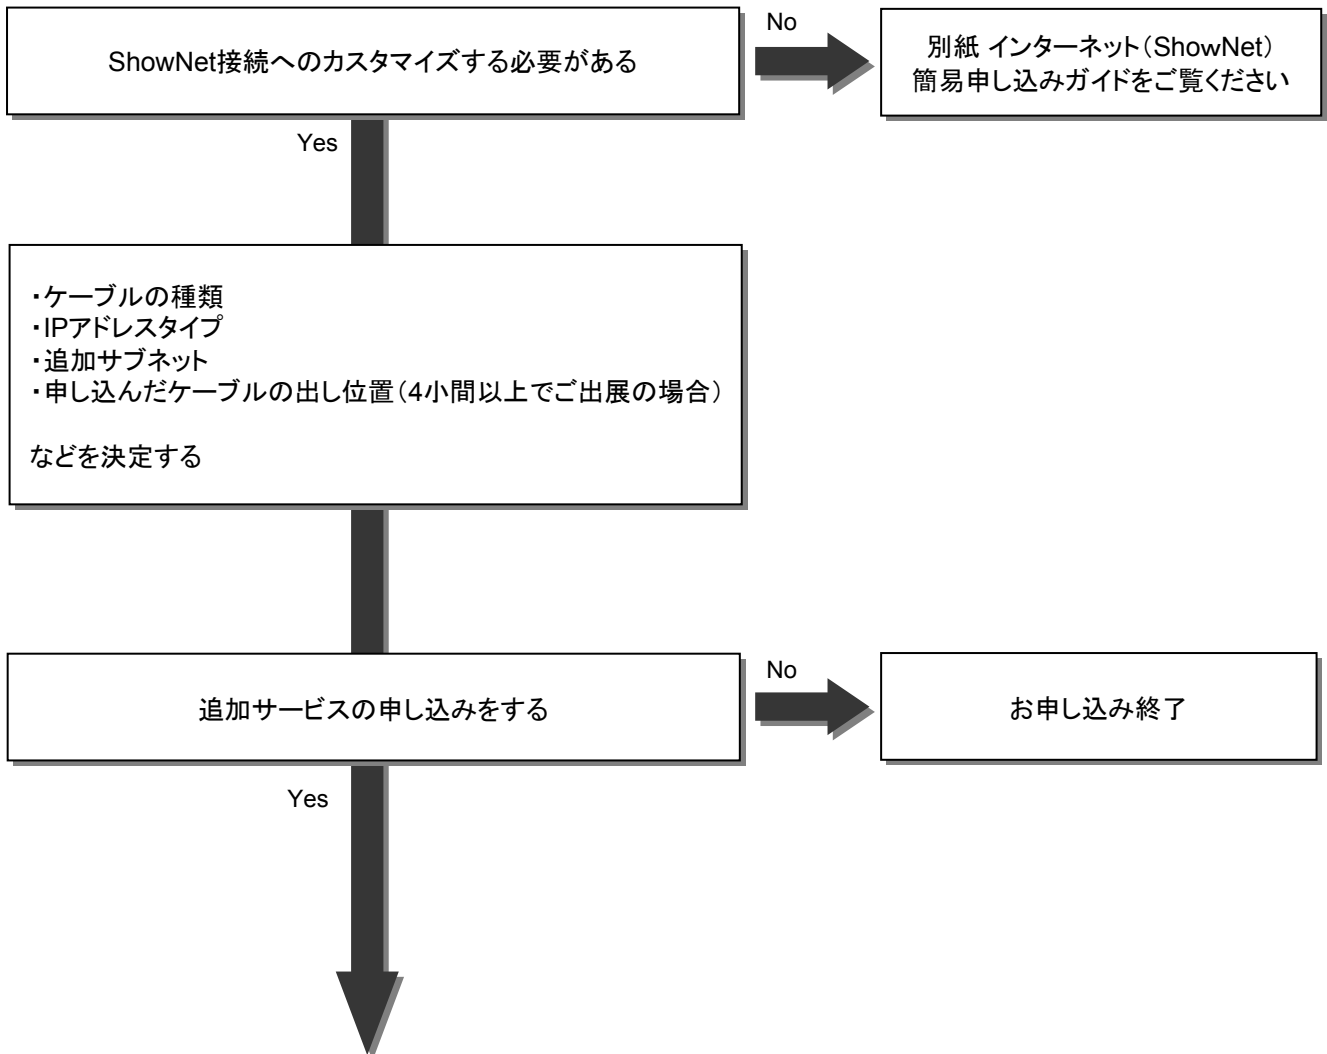 ShowNet接続へのカスタマイズする必要がある
No
別紙 インターネット（ShowNet）
簡易申し込みガイドをご覧ください
Yes
・ケーブルの種類
・IPアドレスタイプ
・追加サブネット
・申し込んだケーブルの出し位置（4小間以上でご出展の場合）
などを決定する
追加サービスの申し込みをする
No
お申し込み終了
Yes